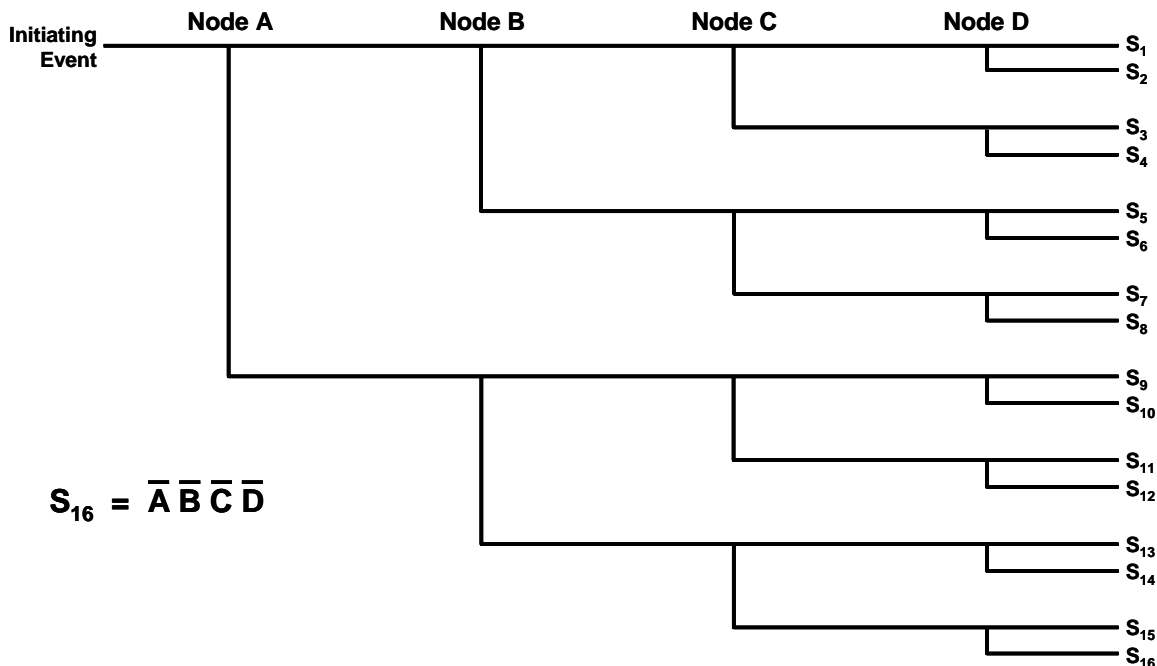 Node A Node B Node C Node D
Initiating
Event
S₁
S₂
S₃
S₄
S₅
S₆
S₇
S₈
S₉
S₁₀
S₁₁
S₁₂
S₁₆ = A̅ B̅ C̅ D̅
S₁₃
S₁₄
S₁₅
S₁₆